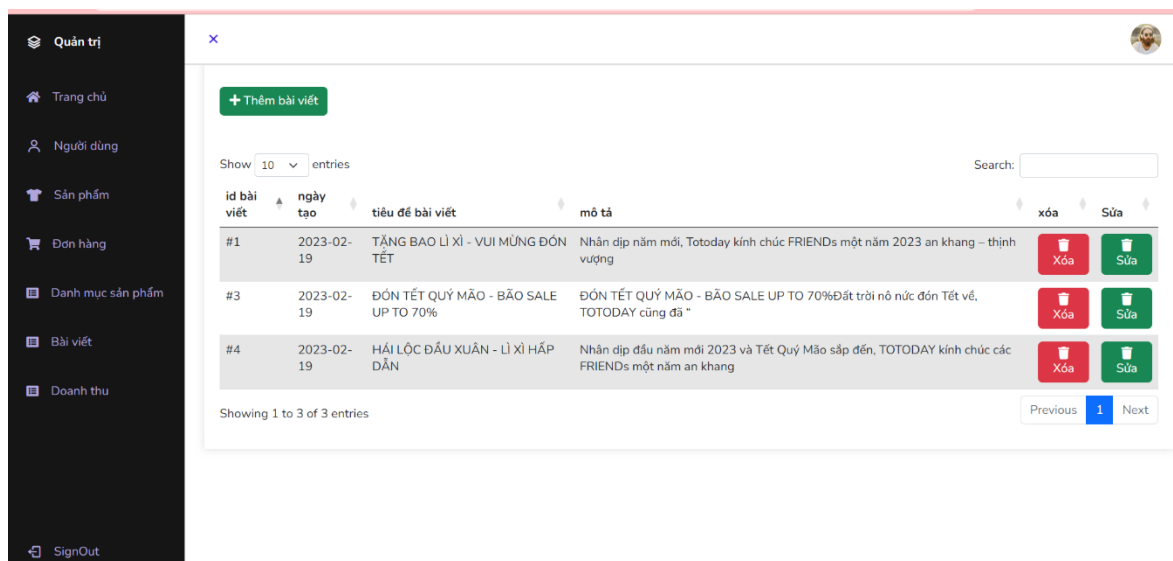 Quản trị
Trang chủ
Người dùng
Sản phẩm
Đơn hàng
Danh mục sản phẩm
Bài viết
Doanh thu
SignOut
×
+ Thêm bài viết
Show 10 entries
Search:
id bài viết ngày tạo tiêu đề bài viết mô tả xóa Sửa
#1 2023-02-19 TẶNG BAO LÌ XÌ - VUI MỪNG ĐÓN TẾT Nhân dịp năm mới, Totoday kính chúc FRIENDs một năm 2023 an khang – thịnh vượng Xóa Sửa
#3 2023-02-19 ĐÓN TẾT QUÝ MÃO - BÃO SALE UP TO 70% ĐÓN TẾT QUÝ MÃO - BÃO SALE UP TO 70%Đất trời nô nức đón Tết về, TOTODAY cũng đã “ Xóa Sửa
#4 2023-02-19 HÁI LỘC ĐẦU XUÂN - LÌ XÌ HẤP DẪN Nhân dịp đầu năm mới 2023 và Tết Quý Mão sắp đến, TOTODAY kính chúc các FRIENDs một năm an khang Xóa Sửa
Showing 1 to 3 of 3 entries
Previous 1 Next